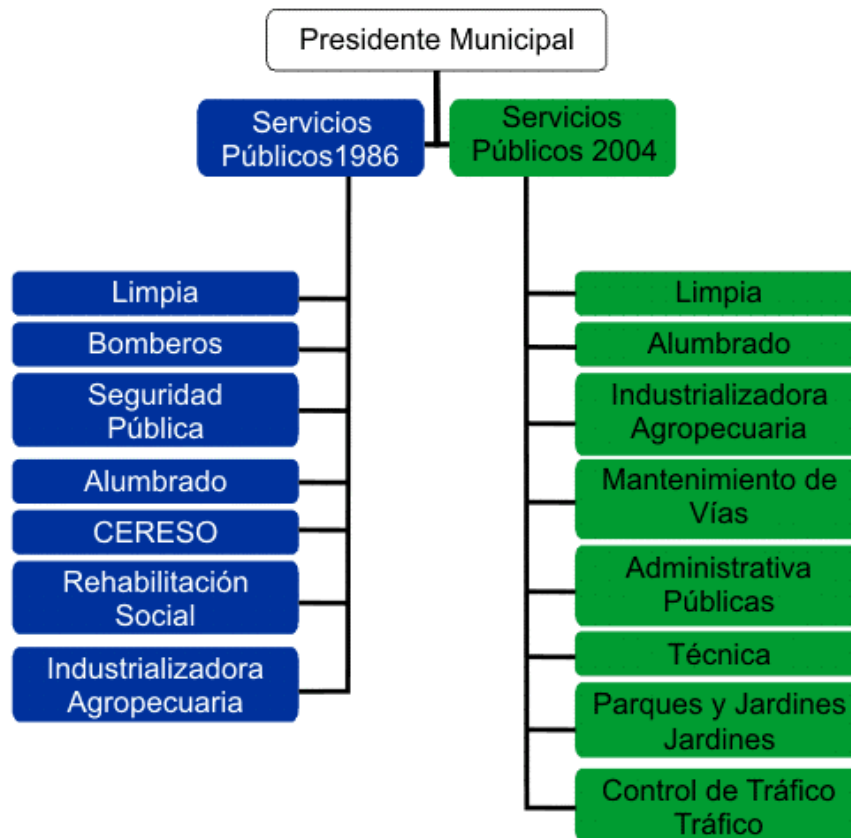 Presidente Municipal
Servicios
Públicos1986
Servicios
Públicos 2004
Limpia
Bomberos
Seguridad
Pública
Alumbrado
CERESO
Rehabilitación
Social
Industrializadora
Agropecuaria
Limpia
Alumbrado
Industrializadora
Agropecuaria
Mantenimiento de
Vías
Administrativa
Públicas
Técnica
Parques y Jardines
Jardines
Control de Tráfico
Tráfico